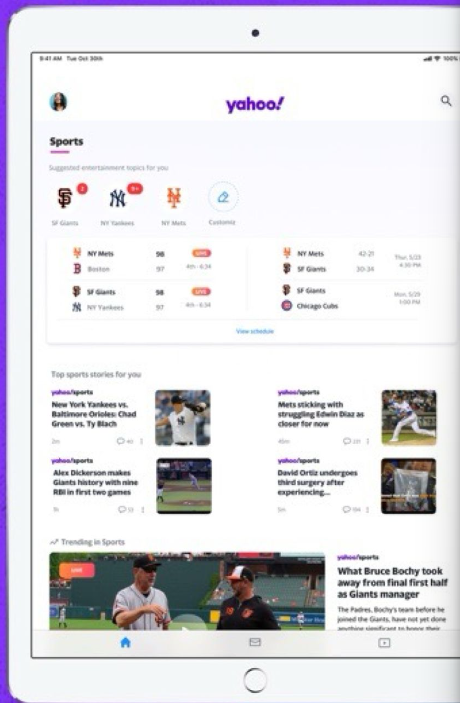 9:41 AM Tue Oct 30th
100%
yahoo!
Sports
Suggested entertainment topics for you
9+
SF Giants
NY Yankees
NY Mets
Customiz
NY Mets 98 LIVE
Boston 97 4th - 6:34
SF Giants 98 LIVE
NY Yankees 97 4th - 6:34
NY Mets 42-21 Thur, 5/23
SF Giants 20-34 4:30 PM
SF Giants Mon, 5/29
Chicago Cubs 1:00 PM
View schedule
Top sports stories for you
yahoo/sports
New York Yankees vs.
Baltimore Orioles: Chad
Green vs. Ty Blach
2m 40
yahoo/sports
Mets sticking with
struggling Edwin Diaz as
closer for now
45m 231
yahoo/sports
Alex Dickerson makes
Giants history with nine
RBI in first two games
1h
yahoo/sports
David Ortiz undergoes
third surgery after
experiencing...
5m
Trending in Sports
LIVE
yahoo/sports
What Bruce Bochy took
away from final first half
as Giants manager
The Padres, Bochy's team before he
joined the Giants, have not yet done
anything significant to honor their